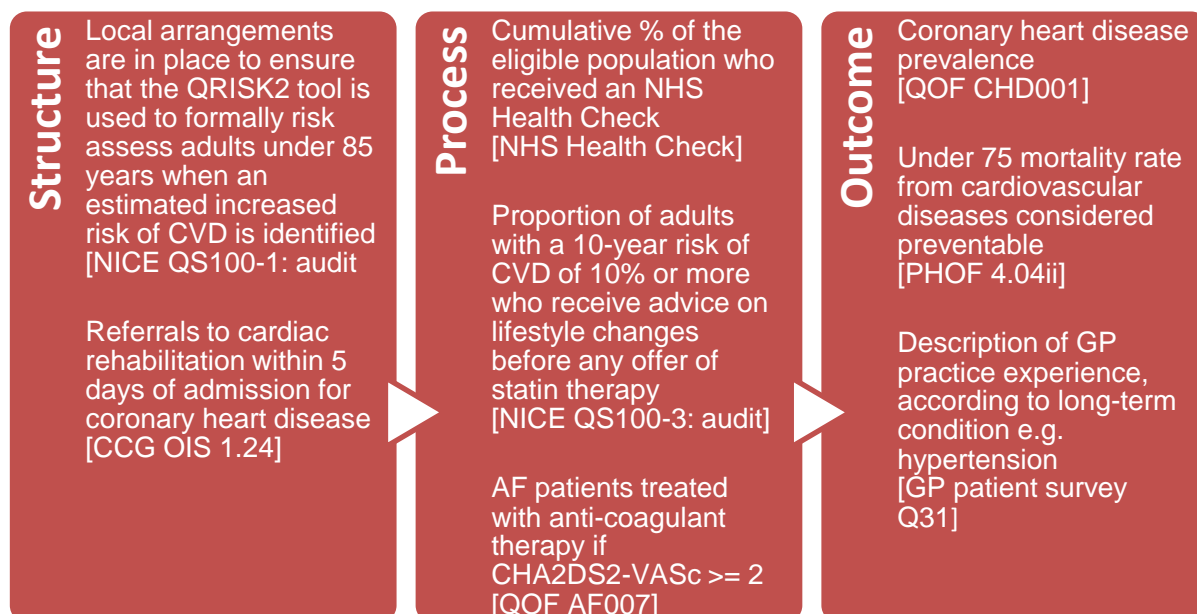 Structure
Local arrangements
are in place to ensure
that the QRISK2 tool is
used to formally risk
assess adults under 85
years when an
estimated increased
risk of CVD is identified
[NICE QS100-1: audit
Referrals to cardiac
rehabilitation within 5
days of admission for
coronary heart disease
[CCG OIS 1.24]
Process
Cumulative % of the
eligible population who
received an NHS
Health Check
[NHS Health Check]
Proportion of adults
with a 10-year risk of
CVD of 10% or more
who receive advice on
lifestyle changes
before any offer of
statin therapy
[NICE QS100-3: audit]
AF patients treated
with anti-coagulant
therapy if
CHA2DS2-VASc >= 2
[QOF AF007]
Outcome
Coronary heart disease
prevalence
[QOF CHD001]
Under 75 mortality rate
from cardiovascular
diseases considered
preventable
[PHOF 4.04ii]
Description of GP
practice experience,
according to long-term
condition e.g.
hypertension
[GP patient survey
Q31]